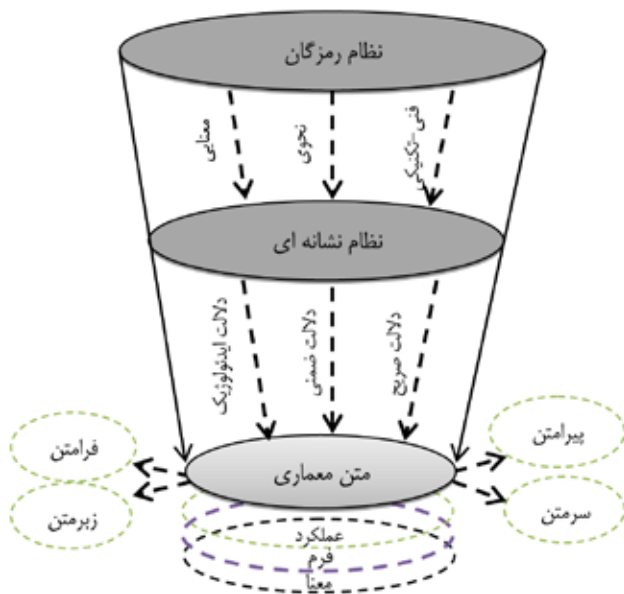 نظام رمزگان
فنی-تکنیکی
نحوی
معنایی
نظام نشانه ای
دلالت صریح
دلالت ضمنی
دلالت ایدئولوژیک
متن معماری
پیرامتن
فرامتن
سرمتن
زبرمتن
عملکرد
فرم
معنا